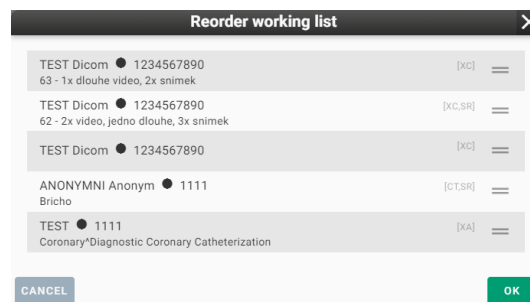 Reorder working list
TEST Dicom ● 1234567890 [XC]
63 - 1x dlouhe video, 2x snimek
TEST Dicom ● 1234567890 [XC,SR]
62 - 2x video, jedno dlouhe, 3x snimek
TEST Dicom ● 1234567890 [XC]
ANONYMNI Anonym ● 1111 [CT,SR]
Bricho
TEST ● 1111 [XA]
Coronary^Diagnostic Coronary Catheterization
CANCEL OK